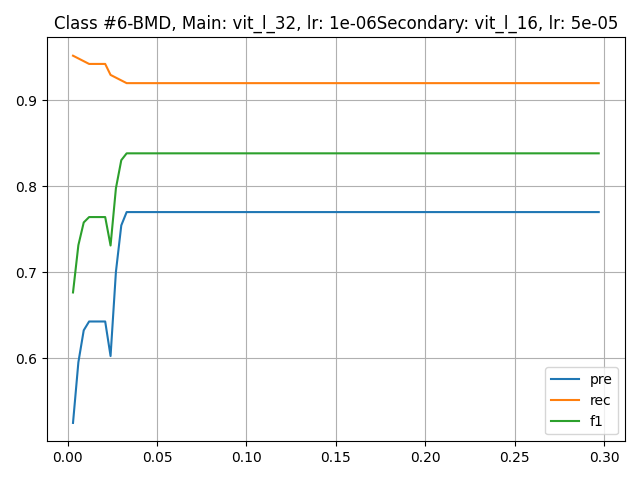 Class #6-BMD, Main: vit_l_32, lr: 1e-06Secondary: vit_l_16, lr: 5e-05
0.9
0.8
0.7
0.6
pre
rec
f1
0.00 0.05 0.10 0.15 0.20 0.25 0.30